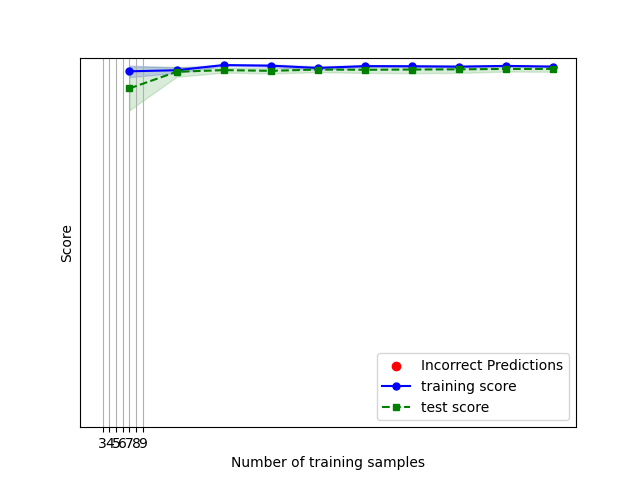 Score
3456789
Number of training samples
Incorrect Predictions
training score
test score